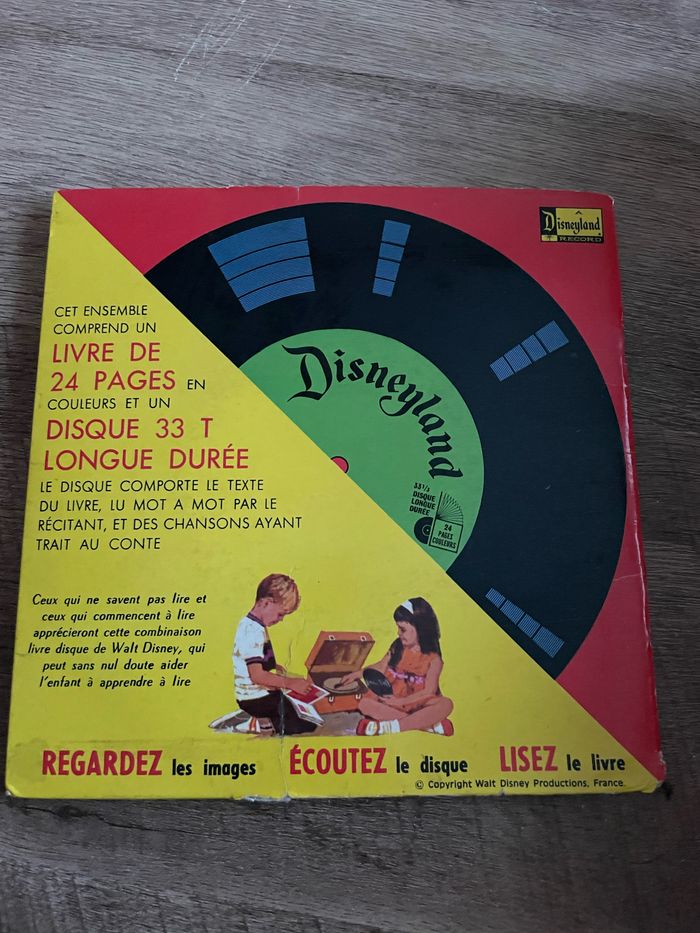 Disneyland
RECORD
CET ENSEMBLE
COMPREND UN
LIVRE DE
24 PAGES EN
COULEURS ET UN
DISQUE 33 T
LONGUE DURÉE
LE DISQUE COMPORTE LE TEXTE
DU LIVRE, LU MOT A MOT PAR LE
RÉCITANT, ET DES CHANSONS AYANT
TRAIT AU CONTE
Disneyland
33 1/3
DISQUE
LONGUE
DURÉE
24
PAGES
COULEURS
Ceux qui ne savent pas lire et
ceux qui commencent à lire
apprécieront cette combinaison
livre disque de Walt Disney, qui
peut sans nul doute aider
l'enfant à apprendre à lire
REGARDEZ les images ÉCOUTEZ le disque LISEZ le livre
© Copyright Walt Disney Productions, France.